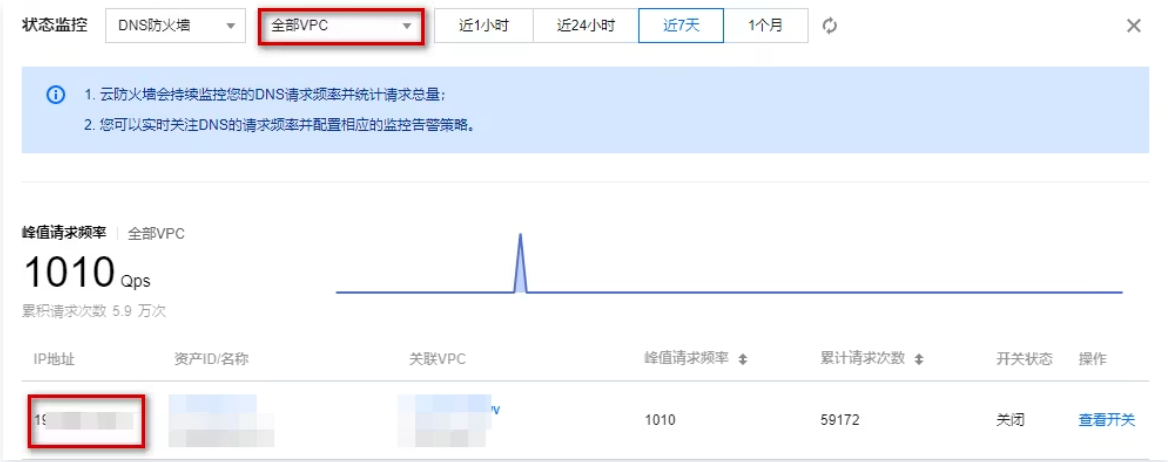 状态监控 DNS防火墙 全部VPC 近1小时 近24小时 近7天 1个月
1. 云防火墙会持续监控您的DNS请求频率并统计请求总量；
2. 您可以实时关注DNS的请求频率并配置相应的监控告警策略。
峰值请求频率 全部VPC
1010 Qps
累积请求次数 5.9 万次
IP地址 资产ID/名称 关联VPC 峰值请求频率 累计请求次数 开关状态 操作
1010 59172 关闭 查看开关